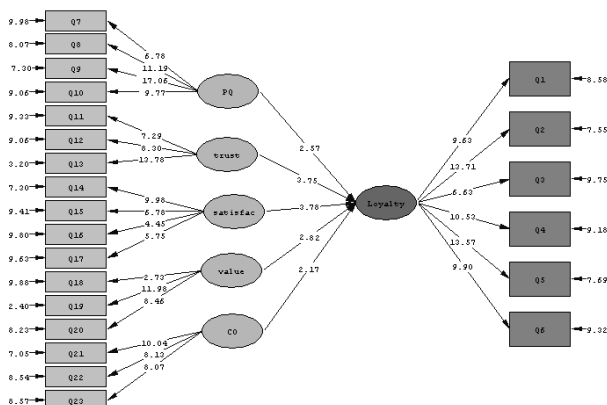 9.98 Q7
8.07 Q8
7.30 Q9
9.06 Q10
9.33 Q11
9.06 Q12
3.20 Q13
7.30 Q14
9.41 Q15
9.80 Q16
9.63 Q17
9.88 Q18
2.40 Q19
8.23 Q20
7.05 Q21
8.54 Q22
8.57 Q23
6.78
11.19
17.06
9.77
7.29
8.30
13.78
9.98
6.78
4.45
5.75
2.73
11.98
8.46
10.04
8.13
8.07
PQ
trust
satisfac
value
CO
2.57
3.75
3.78
2.82
2.17
Loyalty
9.63
13.71
6.63
10.53
13.57
9.90
Q1 8.58
Q2 7.55
Q3 9.75
Q4 9.18
Q5 7.69
Q6 9.32